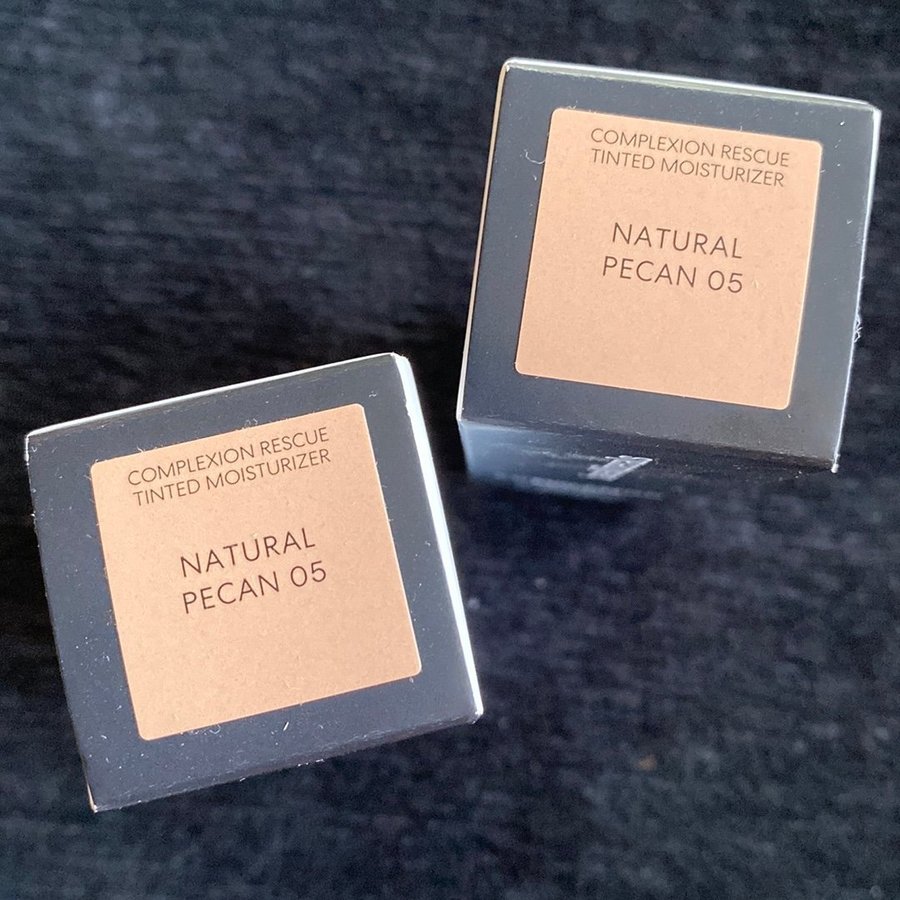 COMPLEXION RESCUE
TINTED MOISTURIZER
NATURAL
PECAN 05
COMPLEXION RESCUE
TINTED MOISTURIZER
NATURAL
PECAN 05